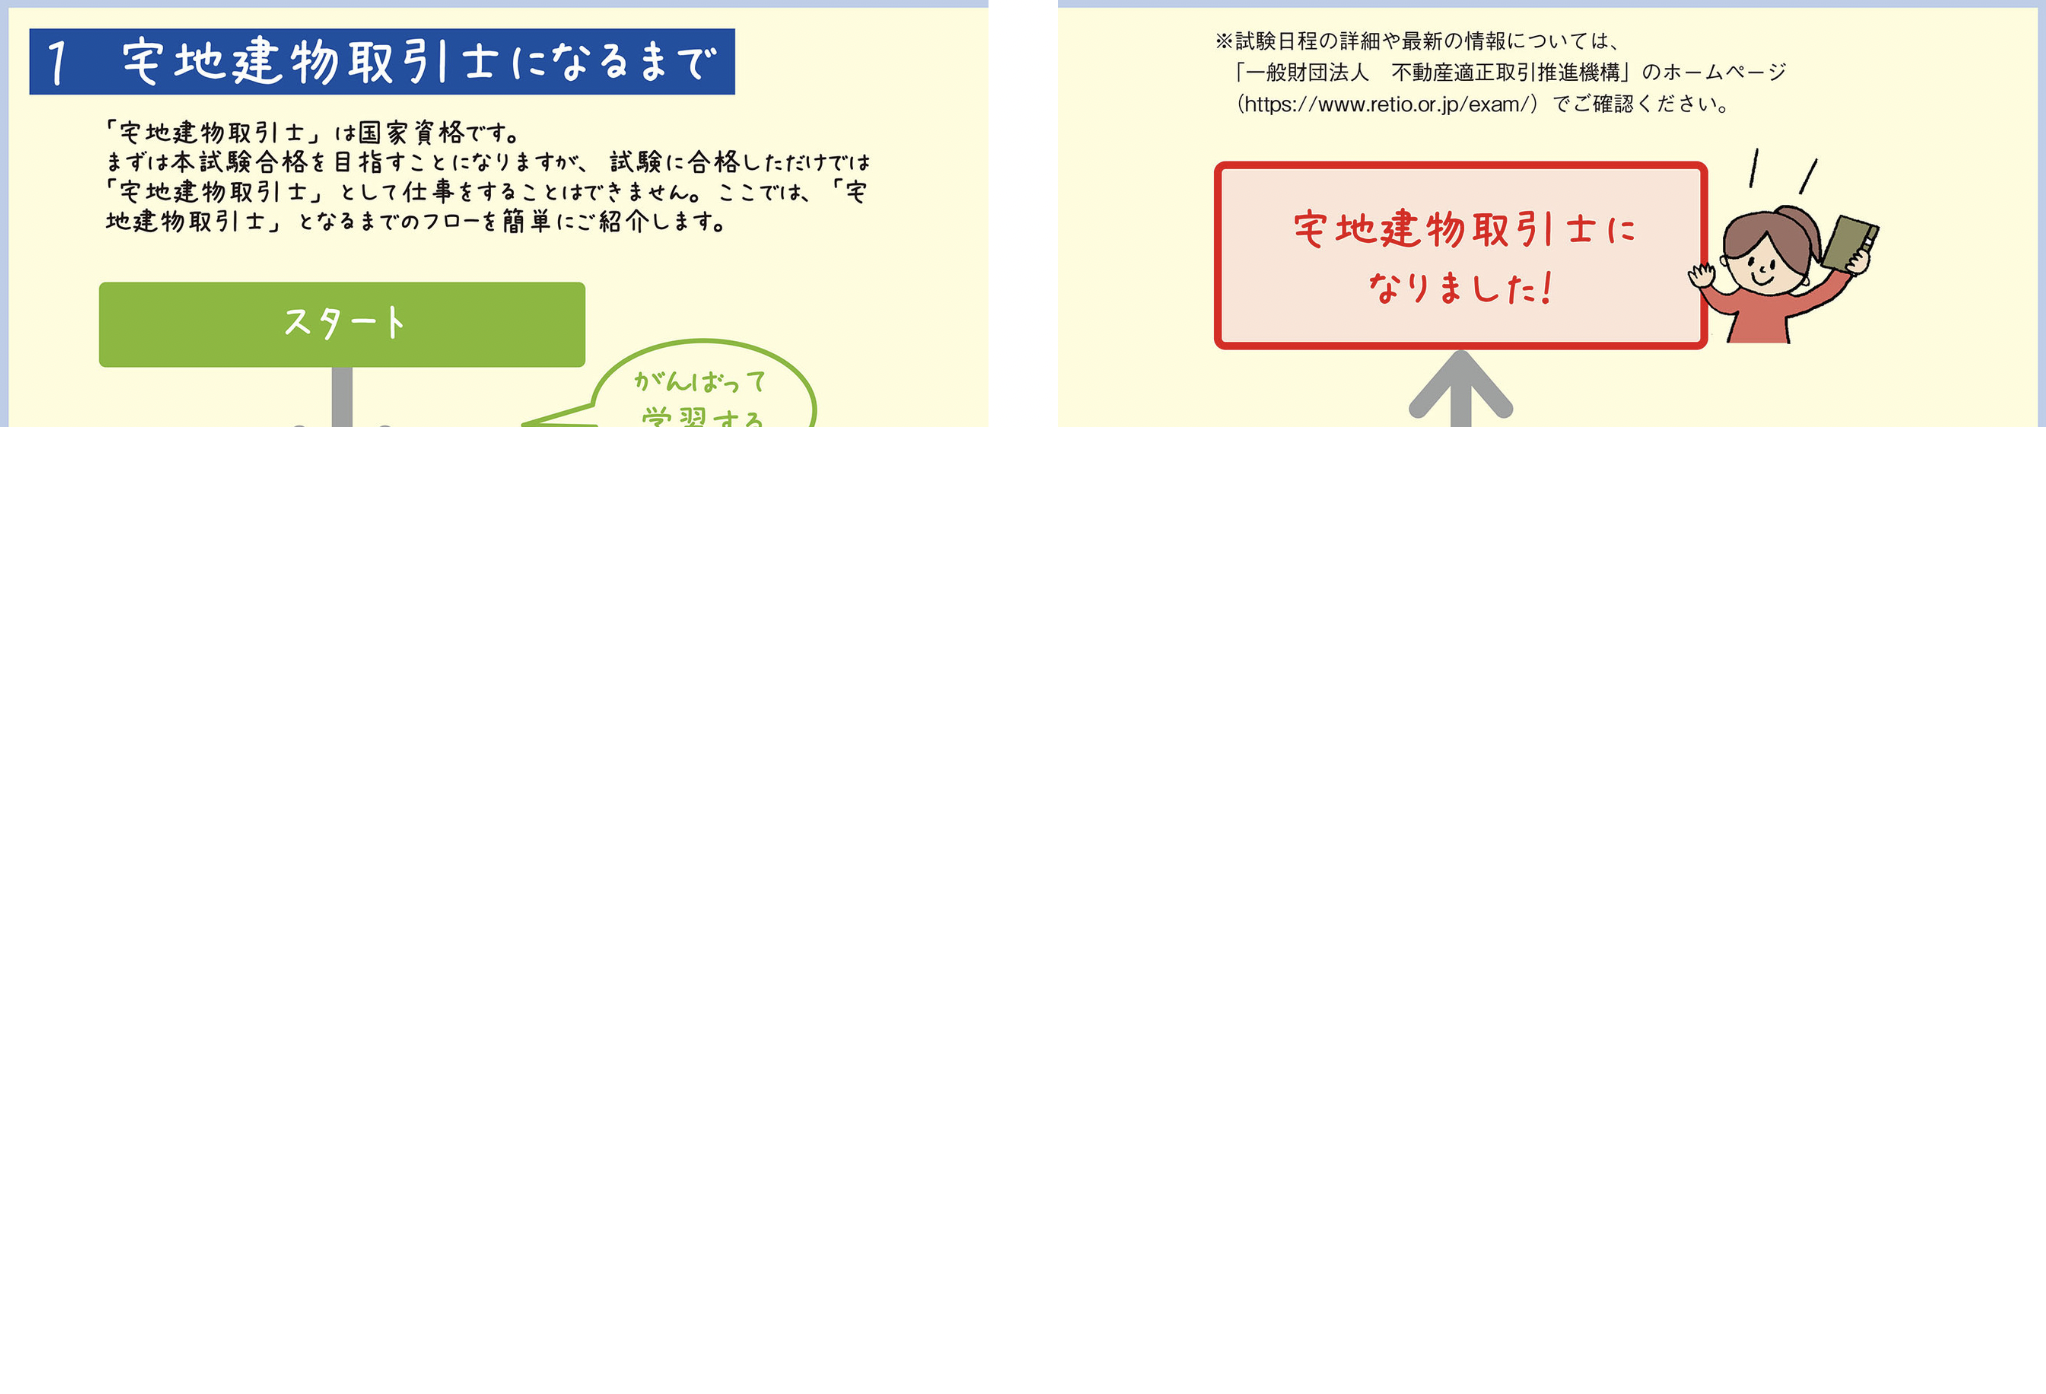 1　宅地建物取引士になるまで
「宅地建物取引士」は国家資格です。
まずは本試験合格を目指すことになりますが、試験に合格しただけでは
「宅地建物取引士」として仕事をすることはできません。ここでは、「宅
地建物取引士」となるまでのフローを簡単にご紹介します。
スタート
がんばって
学習する
※試験日程の詳細や最新の情報については、
「一般財団法人　不動産適正取引推進機構」のホームページ
（https://www.retio.or.jp/exam/）でご確認ください。
宅地建物取引士に
なりました！